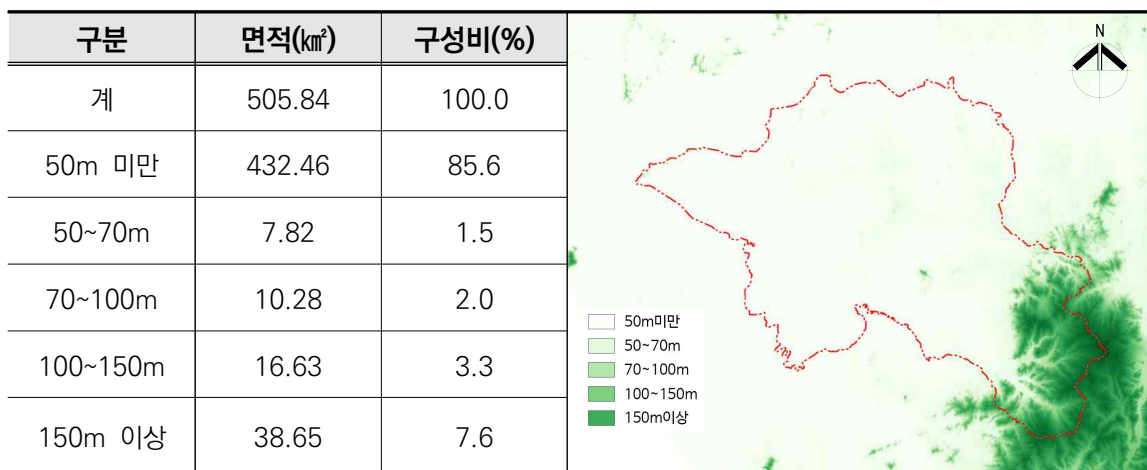 구분 면적(㎢) 구성비(%)
계 505.84 100.0
50m 미만 432.46 85.6
50~70m 7.82 1.5
70~100m 10.28 2.0
100~150m 16.63 3.3
150m 이상 38.65 7.6
N
50m미만
50~70m
70~100m
100~150m
150m이상